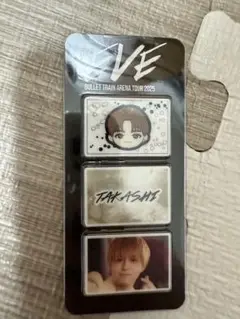 EVE
BULLET TRAIN ARENA TOUR 2025
TAKASHI